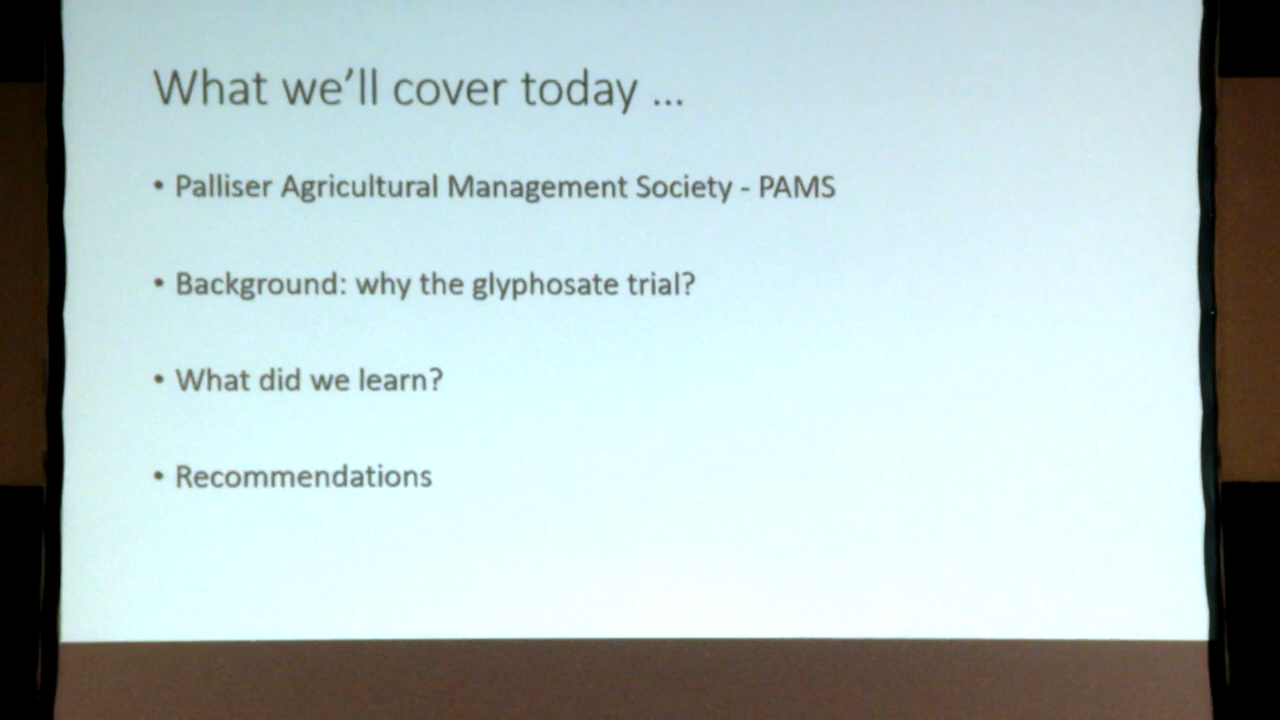 What we'll cover today ...
• Palliser Agricultural Management Society - PAMS
• Background: why the glyphosate trial?
• What did we learn?
• Recommendations